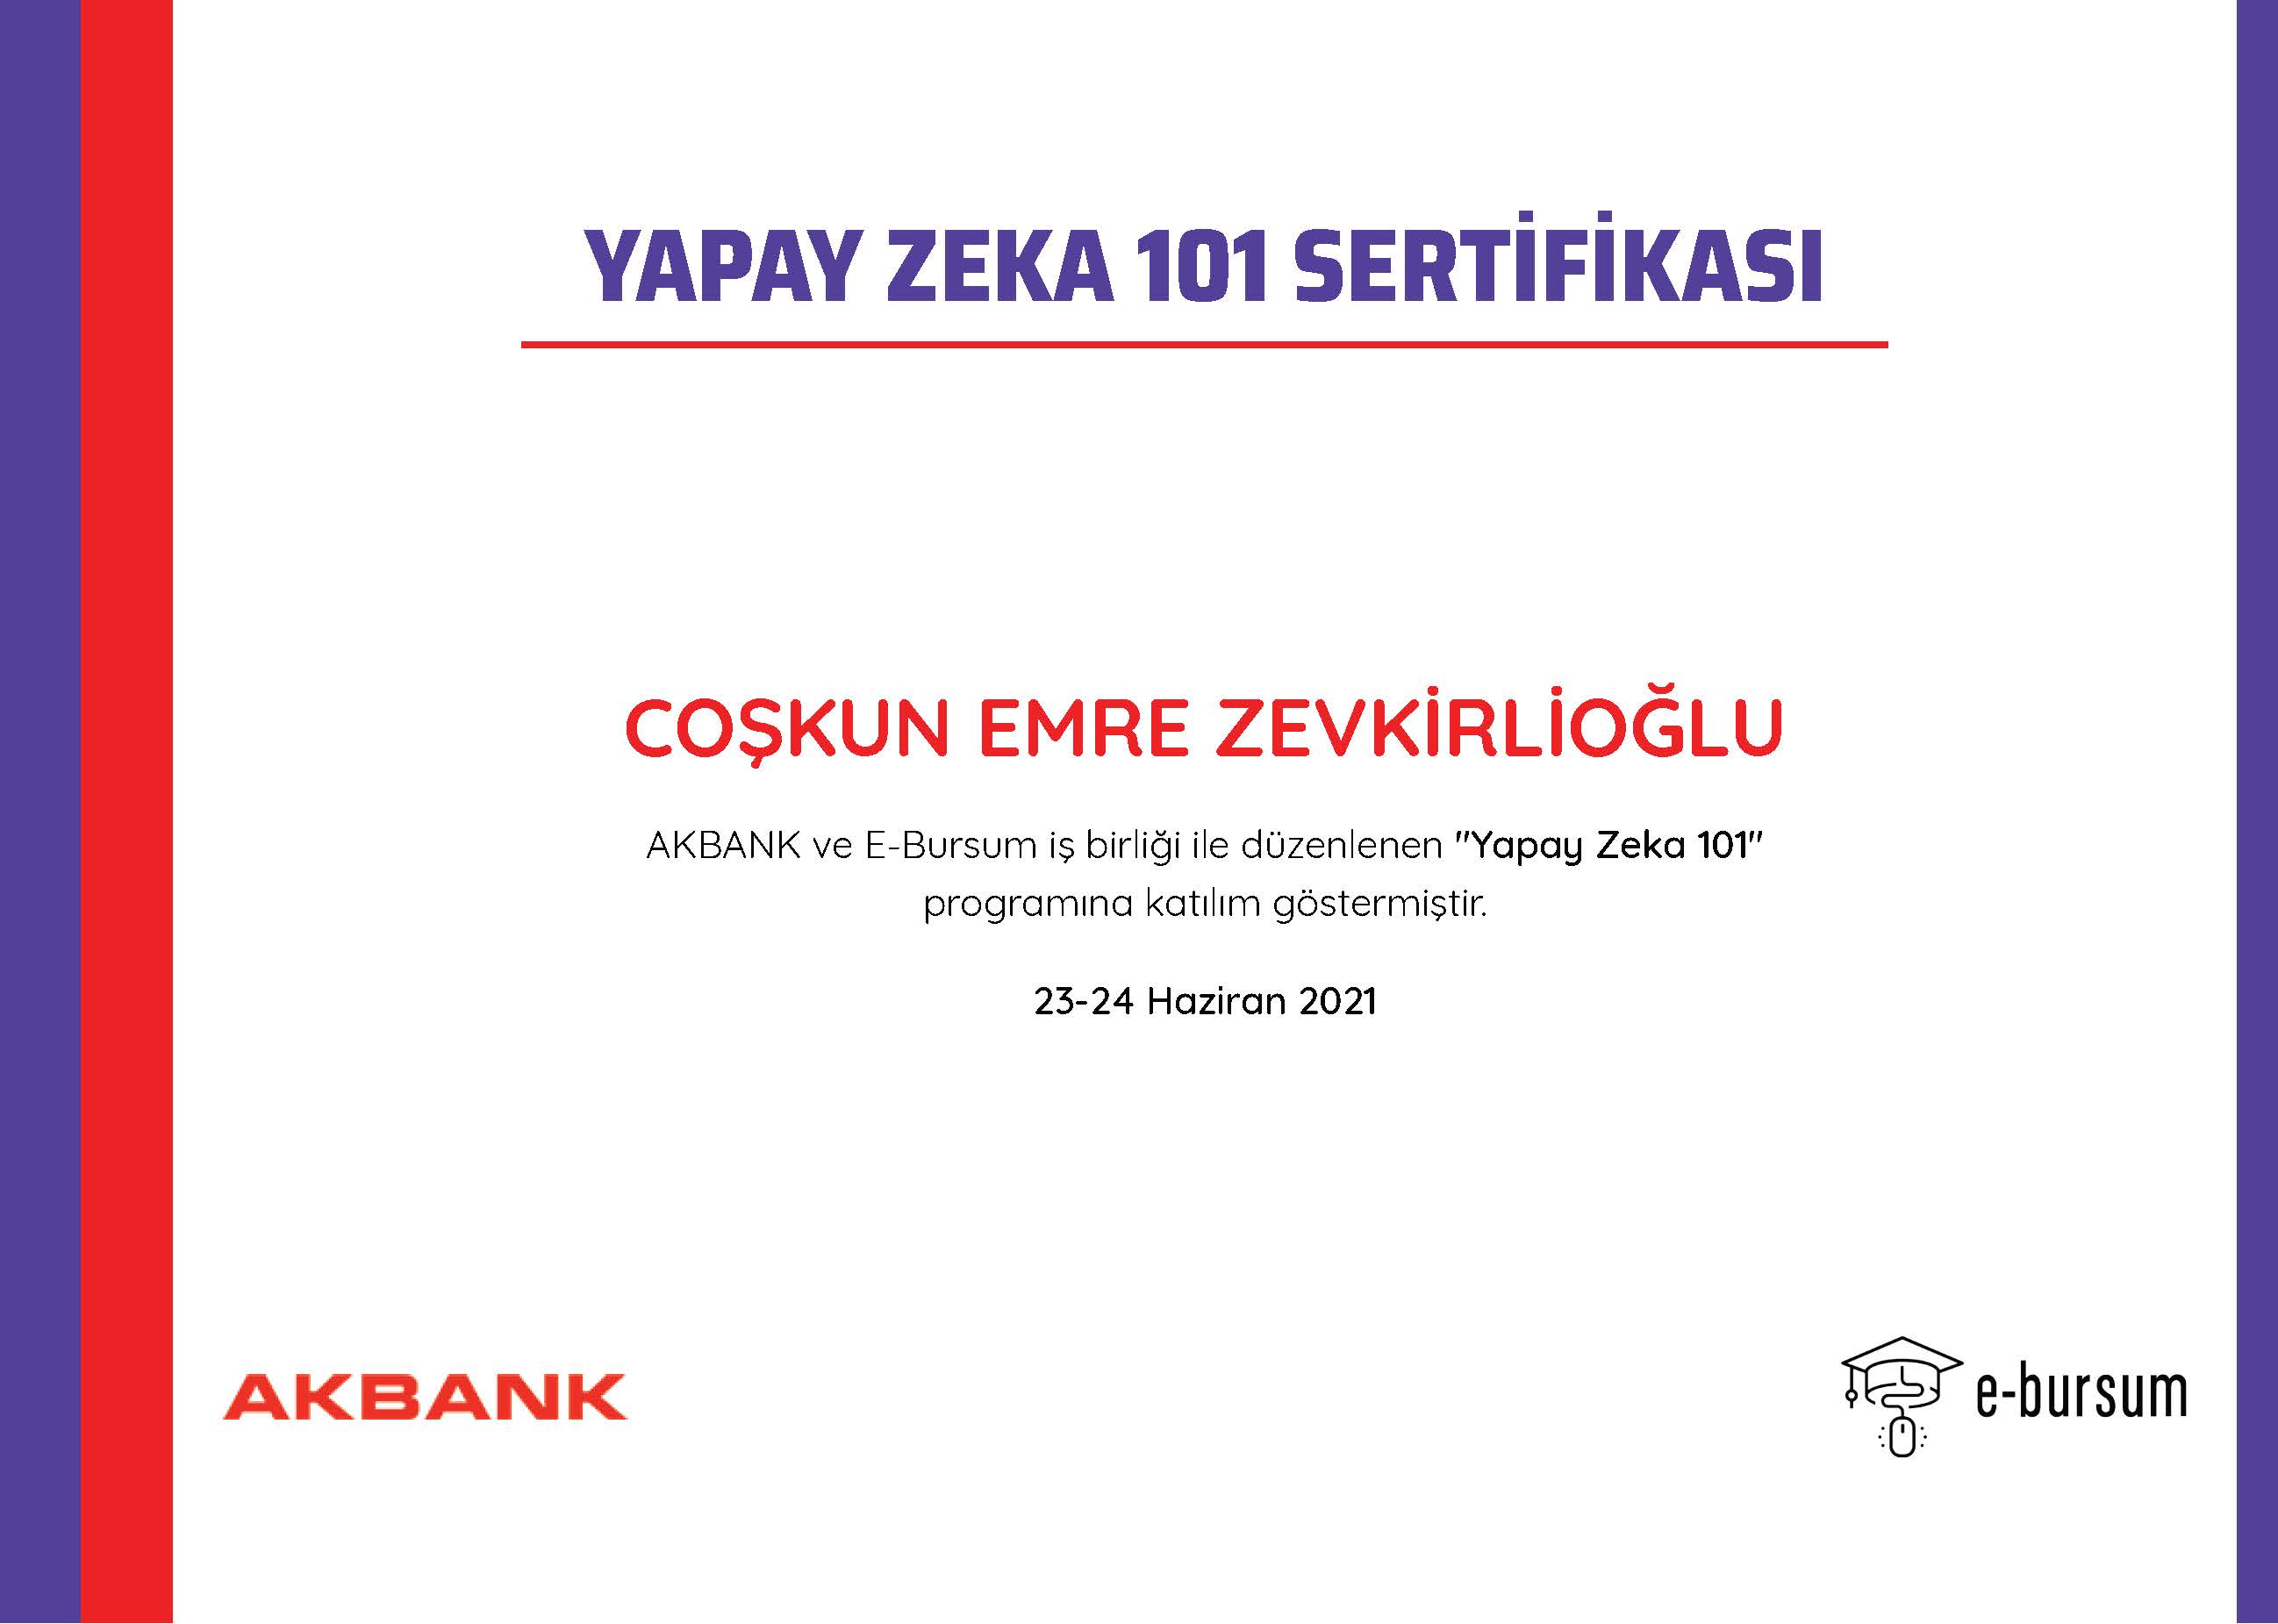 YAPAY ZEKA 101 SERTİFİKASI
COŞKUN EMRE ZEVKİRLİOĞLU
AKBANK ve E-Bursum iş birliği ile düzenlenen "Yapay Zeka 101"
programına katılım göstermiştir.
23-24 Haziran 2021
AKBANK
e-bursum